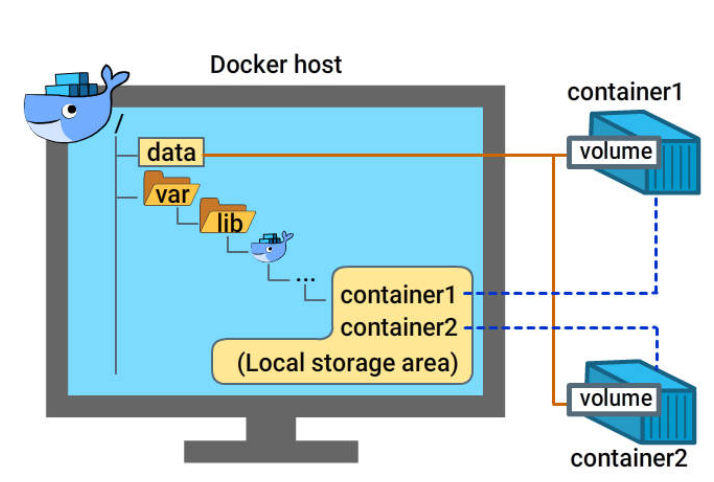 Docker host
/
data
var
lib
...
container1
container2
(Local storage area)
container1
volume
volume
container2